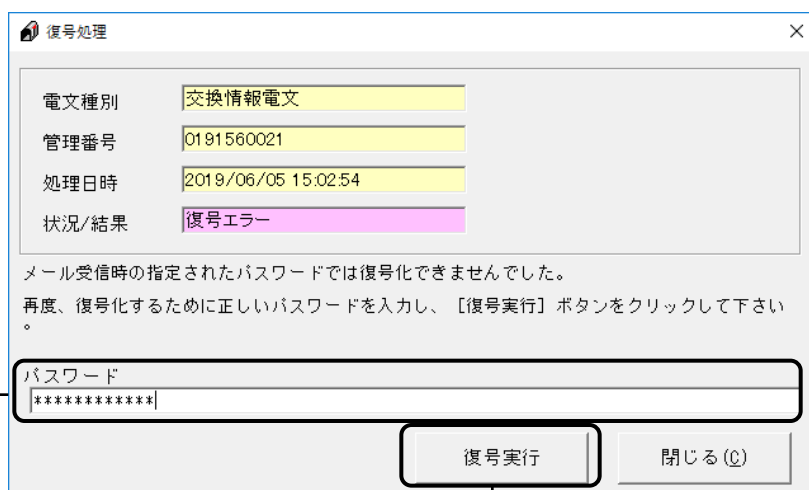 復号処理
電文種別 交換情報電文
管理番号 0191560021
処理日時 2019/06/05 15:02:54
状況/結果 復号エラー
メール受信時の指定されたパスワードでは復号化できませんでした。
再度、復号化するために正しいパスワードを入力し、［復号実行］ボタンをクリックして下さい
。
パスワード
************
復号実行 閉じる(C)